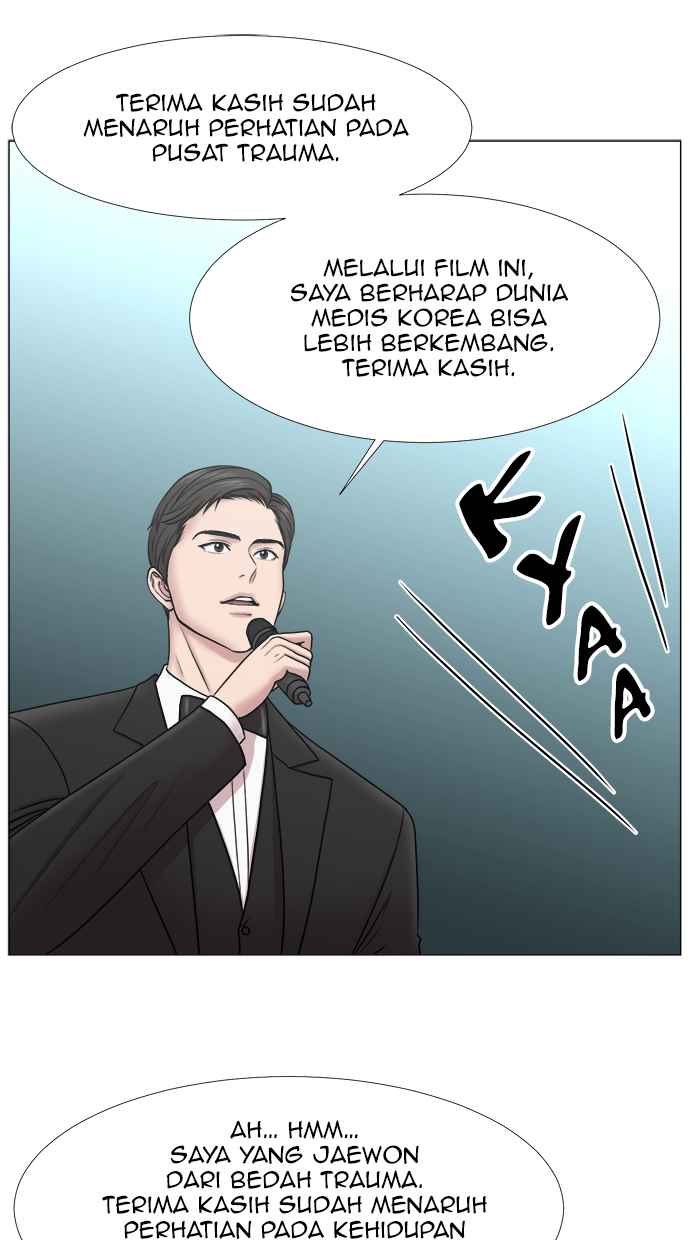 TERIMA KASIH SUDAH
MENARUH PERHATIAN PADA
PUSAT TRAUMA.
MELALUI FILM INI,
SAYA BERHARAP DUNIA
MEDIS KOREA BISA
LEBIH BERKEMBANG.
TERIMA KASIH.
KYAAA
AH... HMM...
SAYA YANG JAEWON
DARI BEDAH TRAUMA.
TERIMA KASIH SUDAH MENARUH
PERHATIAN PADA KEHIDUPAN